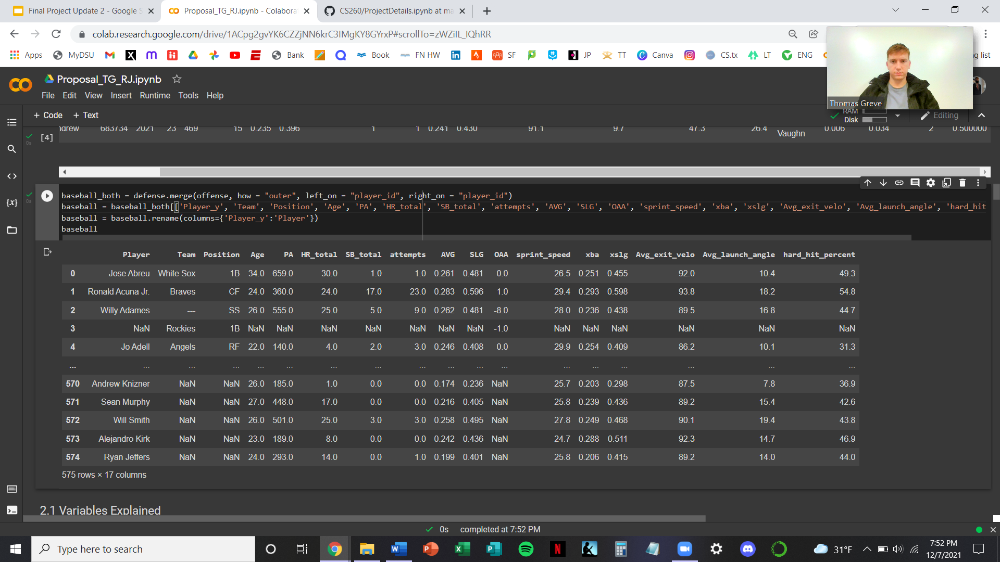 Final Project Update 2 - Google S
Proposal_TG_RJ.ipynb - Colabora
CS260/ProjectDetails.ipynb at ma
colab.research.google.com/drive/1ACpg2gvYK6CZZjNN6krC3IMgKY8GYrxP#scrollTo=zWZiIL_IQhRR
Apps MyDSU Bank Book FN HW SF JP TT Canva CS.tx LT ENG ng list
Proposal_TG_RJ.ipynb
File Edit View Insert Runtime Tools Help
Thomas Greve
+ Code + Text
RAM
Disk
Editing
ndrew 683734 2021 23 469 15 0.235 0.396 1 1 0.241 0.430 91.1 9.7 47.3 26.4 Vaughn 0.006 0.034 2 0.500000
0s [4]
0s
baseball_both = defense.merge(offense, how = "outer", left_on = "player_id", right_on = "player_id")
baseball = baseball_both[['Player_y', 'Team', 'Position', 'Age', 'PA', 'HR_total', 'SB_total', 'attempts', 'AVG', 'SLG', 'OAA', 'sprint_speed', 'xba', 'xslg', 'Avg_exit_velo', 'Avg_launch_angle', 'hard_hit
baseball = baseball.rename(columns={'Player_y':'Player'})
baseball
Player Team Position Age PA HR_total SB_total attempts AVG SLG OAA sprint_speed xba xslg Avg_exit_velo Avg_launch_angle hard_hit_percent
0 Jose Abreu White Sox 1B 34.0 659.0 30.0 1.0 1.0 0.261 0.481 0.0 26.5 0.251 0.455 92.0 10.4 49.3
1 Ronald Acuna Jr. Braves CF 24.0 360.0 24.0 17.0 23.0 0.283 0.596 1.0 29.4 0.293 0.598 93.8 18.2 54.8
2 Willy Adames --- SS 26.0 555.0 25.0 5.0 9.0 0.262 0.481 -8.0 28.0 0.236 0.438 89.5 16.8 44.7
3 NaN Rockies 1B NaN NaN NaN NaN NaN NaN NaN -1.0 NaN NaN NaN NaN NaN NaN
4 Jo Adell Angels RF 22.0 140.0 4.0 2.0 3.0 0.246 0.408 0.0 29.9 0.254 0.409 86.2 10.1 31.3
... ... ... ... ... ... ... ... ... ... ... ... ... ... ... ... ... ...
570 Andrew Knizner NaN NaN 26.0 185.0 1.0 0.0 0.0 0.174 0.236 NaN 25.7 0.203 0.298 87.5 7.8 36.9
571 Sean Murphy NaN NaN 27.0 448.0 17.0 0.0 0.0 0.216 0.405 NaN 25.8 0.239 0.436 89.2 15.4 42.6
572 Will Smith NaN NaN 26.0 501.0 25.0 3.0 3.0 0.258 0.495 NaN 27.8 0.249 0.468 90.1 19.4 43.8
573 Alejandro Kirk NaN NaN 23.0 189.0 8.0 0.0 0.0 0.242 0.436 NaN 24.7 0.288 0.511 92.3 14.7 46.9
574 Ryan Jeffers NaN NaN 24.0 293.0 14.0 0.0 1.0 0.199 0.401 NaN 25.8 0.206 0.415 89.2 14.0 44.0
575 rows × 17 columns
2.1 Variables Explained
0s completed at 7:52 PM
Type here to search
31°F
7:52 PM
12/7/2021